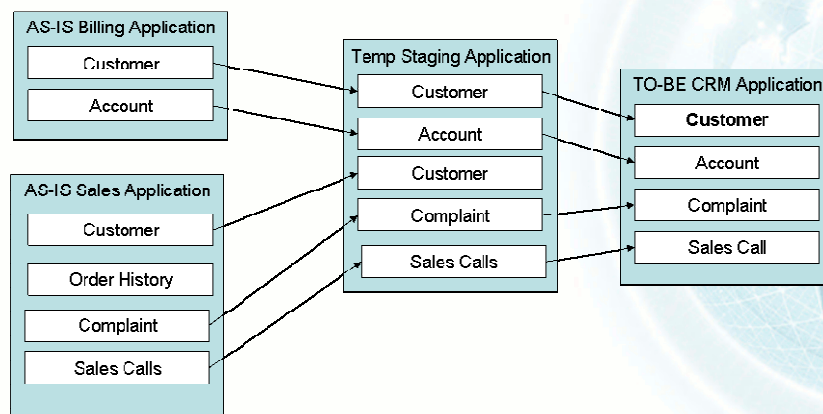 AS-IS Billing Application
Customer
Account
AS-IS Sales Application
Customer
Order History
Complaint
Sales Calls
Temp Staging Application
Customer
Account
Customer
Complaint
Sales Calls
TO-BE CRM Application
Customer
Account
Complaint
Sales Call